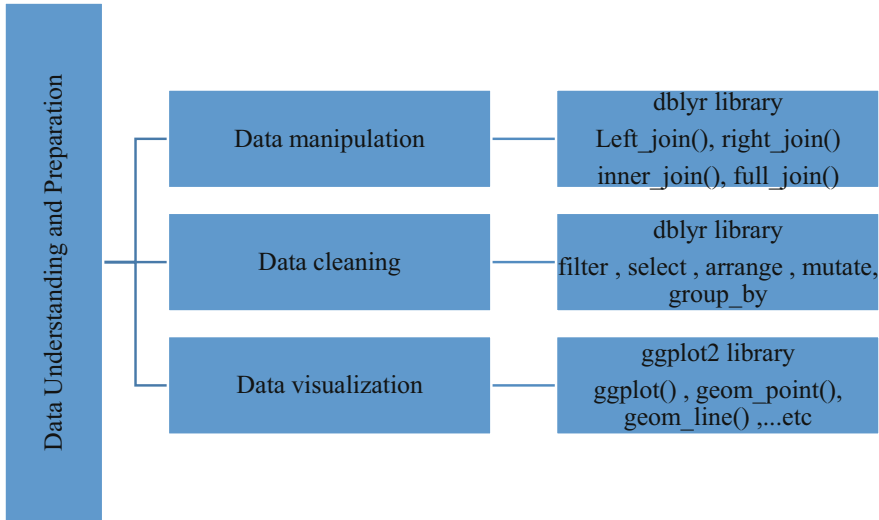 Data Understanding and Preparation
Data manipulation
dblyr library
Left_join(), right_join()
inner_join(), full_join()
Data cleaning
dblyr library
filter , select , arrange , mutate,
group_by
Data visualization
ggplot2 library
ggplot() , geom_point(),
geom_line() ,...etc